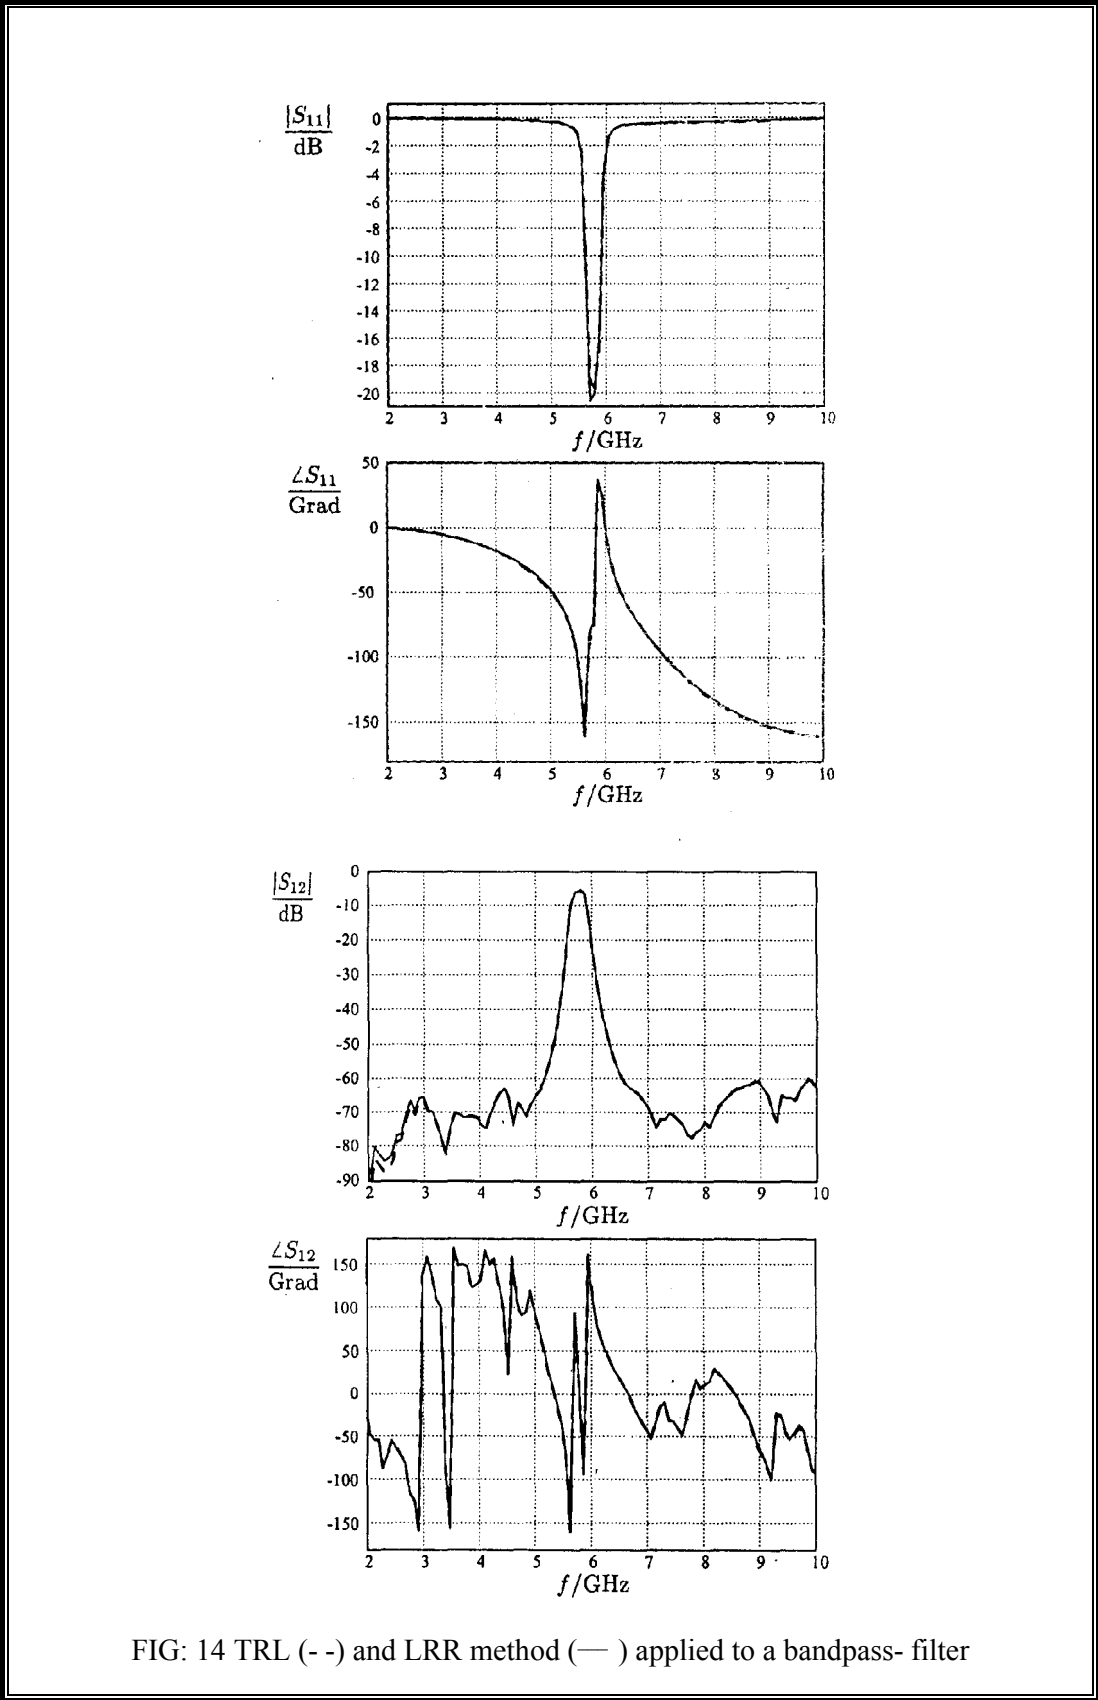 |S11|
dB
0
-2
-4
-6
-8
-10
-12
-14
-16
-18
-20
2 3 4 5 6 7 8 9 10
f/GHz
∠S11
Grad
50
0
-50
-100
-150
2 3 4 5 6 7 8 9 10
f/GHz
|S12|
dB
0
-10
-20
-30
-40
-50
-60
-70
-80
-90
2 3 4 5 6 7 8 9 10
f/GHz
∠S12
Grad
150
100
50
0
-50
-100
-150
2 3 4 5 6 7 8 9 10
f/GHz
FIG: 14 TRL (- -) and LRR method (— ) applied to a bandpass- filter